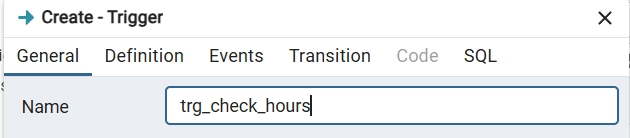 Create - Trigger
General Definition Events Transition Code SQL
Name trg_check_hours